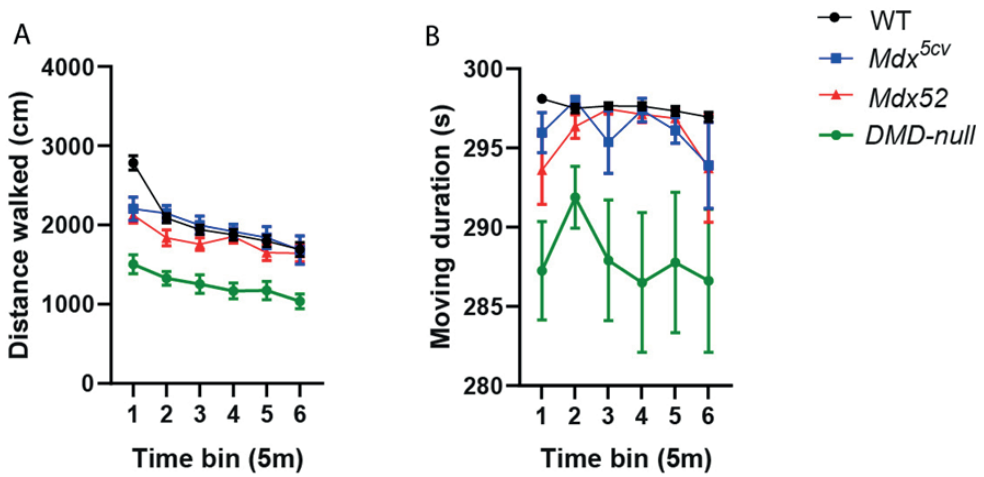 A
Distance walked (cm)
4000
3000
2000
1000
0
1 2 3 4 5 6
Time bin (5m)
B
Moving duration (s)
300
295
290
285
280
1 2 3 4 5 6
Time bin (5m)
WT
Mdx5cv
Mdx52
DMD-null